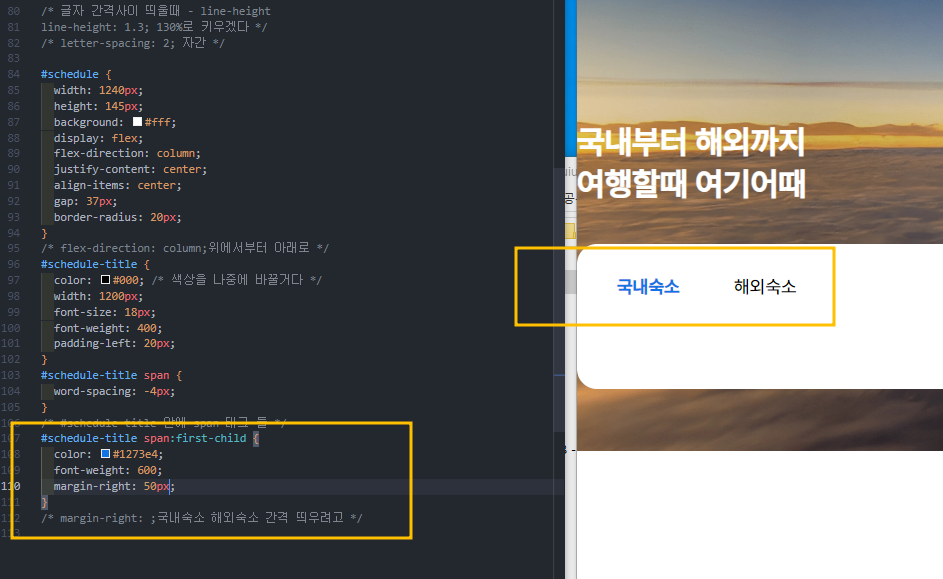 80 /* 글자 간격사이 띄울때 - line-height
81 line-height: 1.3; 130%로 키우겠다 */
82 /* letter-spacing: 2; 자간 */
83
84 #schedule {
85 width: 1240px;
86 height: 145px;
87 background: #fff;
88 display: flex;
89 flex-direction: column;
90 justify-content: center;
91 align-items: center;
92 gap: 37px;
93 border-radius: 20px;
94 }
95 /* flex-direction: column;위에서부터 아래로 */
96 #schedule-title {
97 color: #000; /* 색상을 나중에 바꿀거다 */
98 width: 1200px;
99 font-size: 18px;
100 font-weight: 400;
101 padding-left: 20px;
102 }
103 #schedule-title span {
104 word-spacing: -4px;
105 }
106 /* #schedule-title 안에 span 태그 들 */
107 #schedule-title span:first-child {
108 color: #1273e4;
109 font-weight: 600;
110 margin-right: 50px;
111 }
112 /* margin-right: ;국내숙소 해외숙소 간격 띄우려고 */
113
국내부터 해외까지
여행할때 여기어때
국내숙소 해외숙소